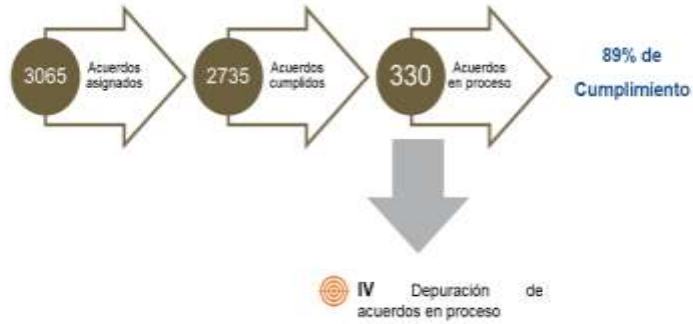 3065 Acuerdos
asignados
2735 Acuerdos
cumplidos
330 Acuerdos
en proceso
89% de
Cumplimiento
IV Depuración de
acuerdos en proceso